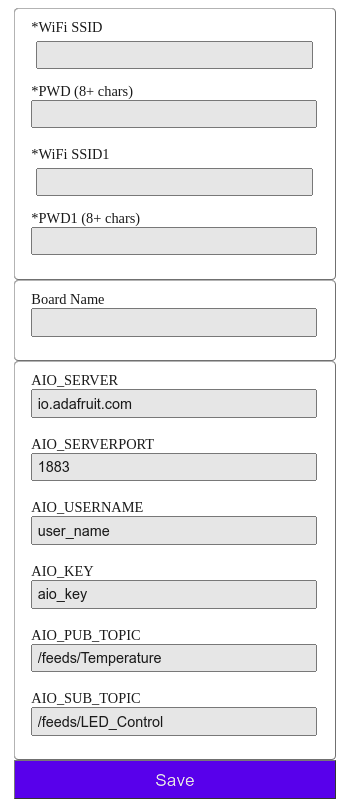 *WiFi SSID
*PWD (8+ chars)
*WiFi SSID1
*PWD1 (8+ chars)
Board Name
AIO_SERVER
io.adafruit.com
AIO_SERVERPORT
1883
AIO_USERNAME
user_name
AIO_KEY
aio_key
AIO_PUB_TOPIC
/feeds/Temperature
AIO_SUB_TOPIC
/feeds/LED_Control
Save